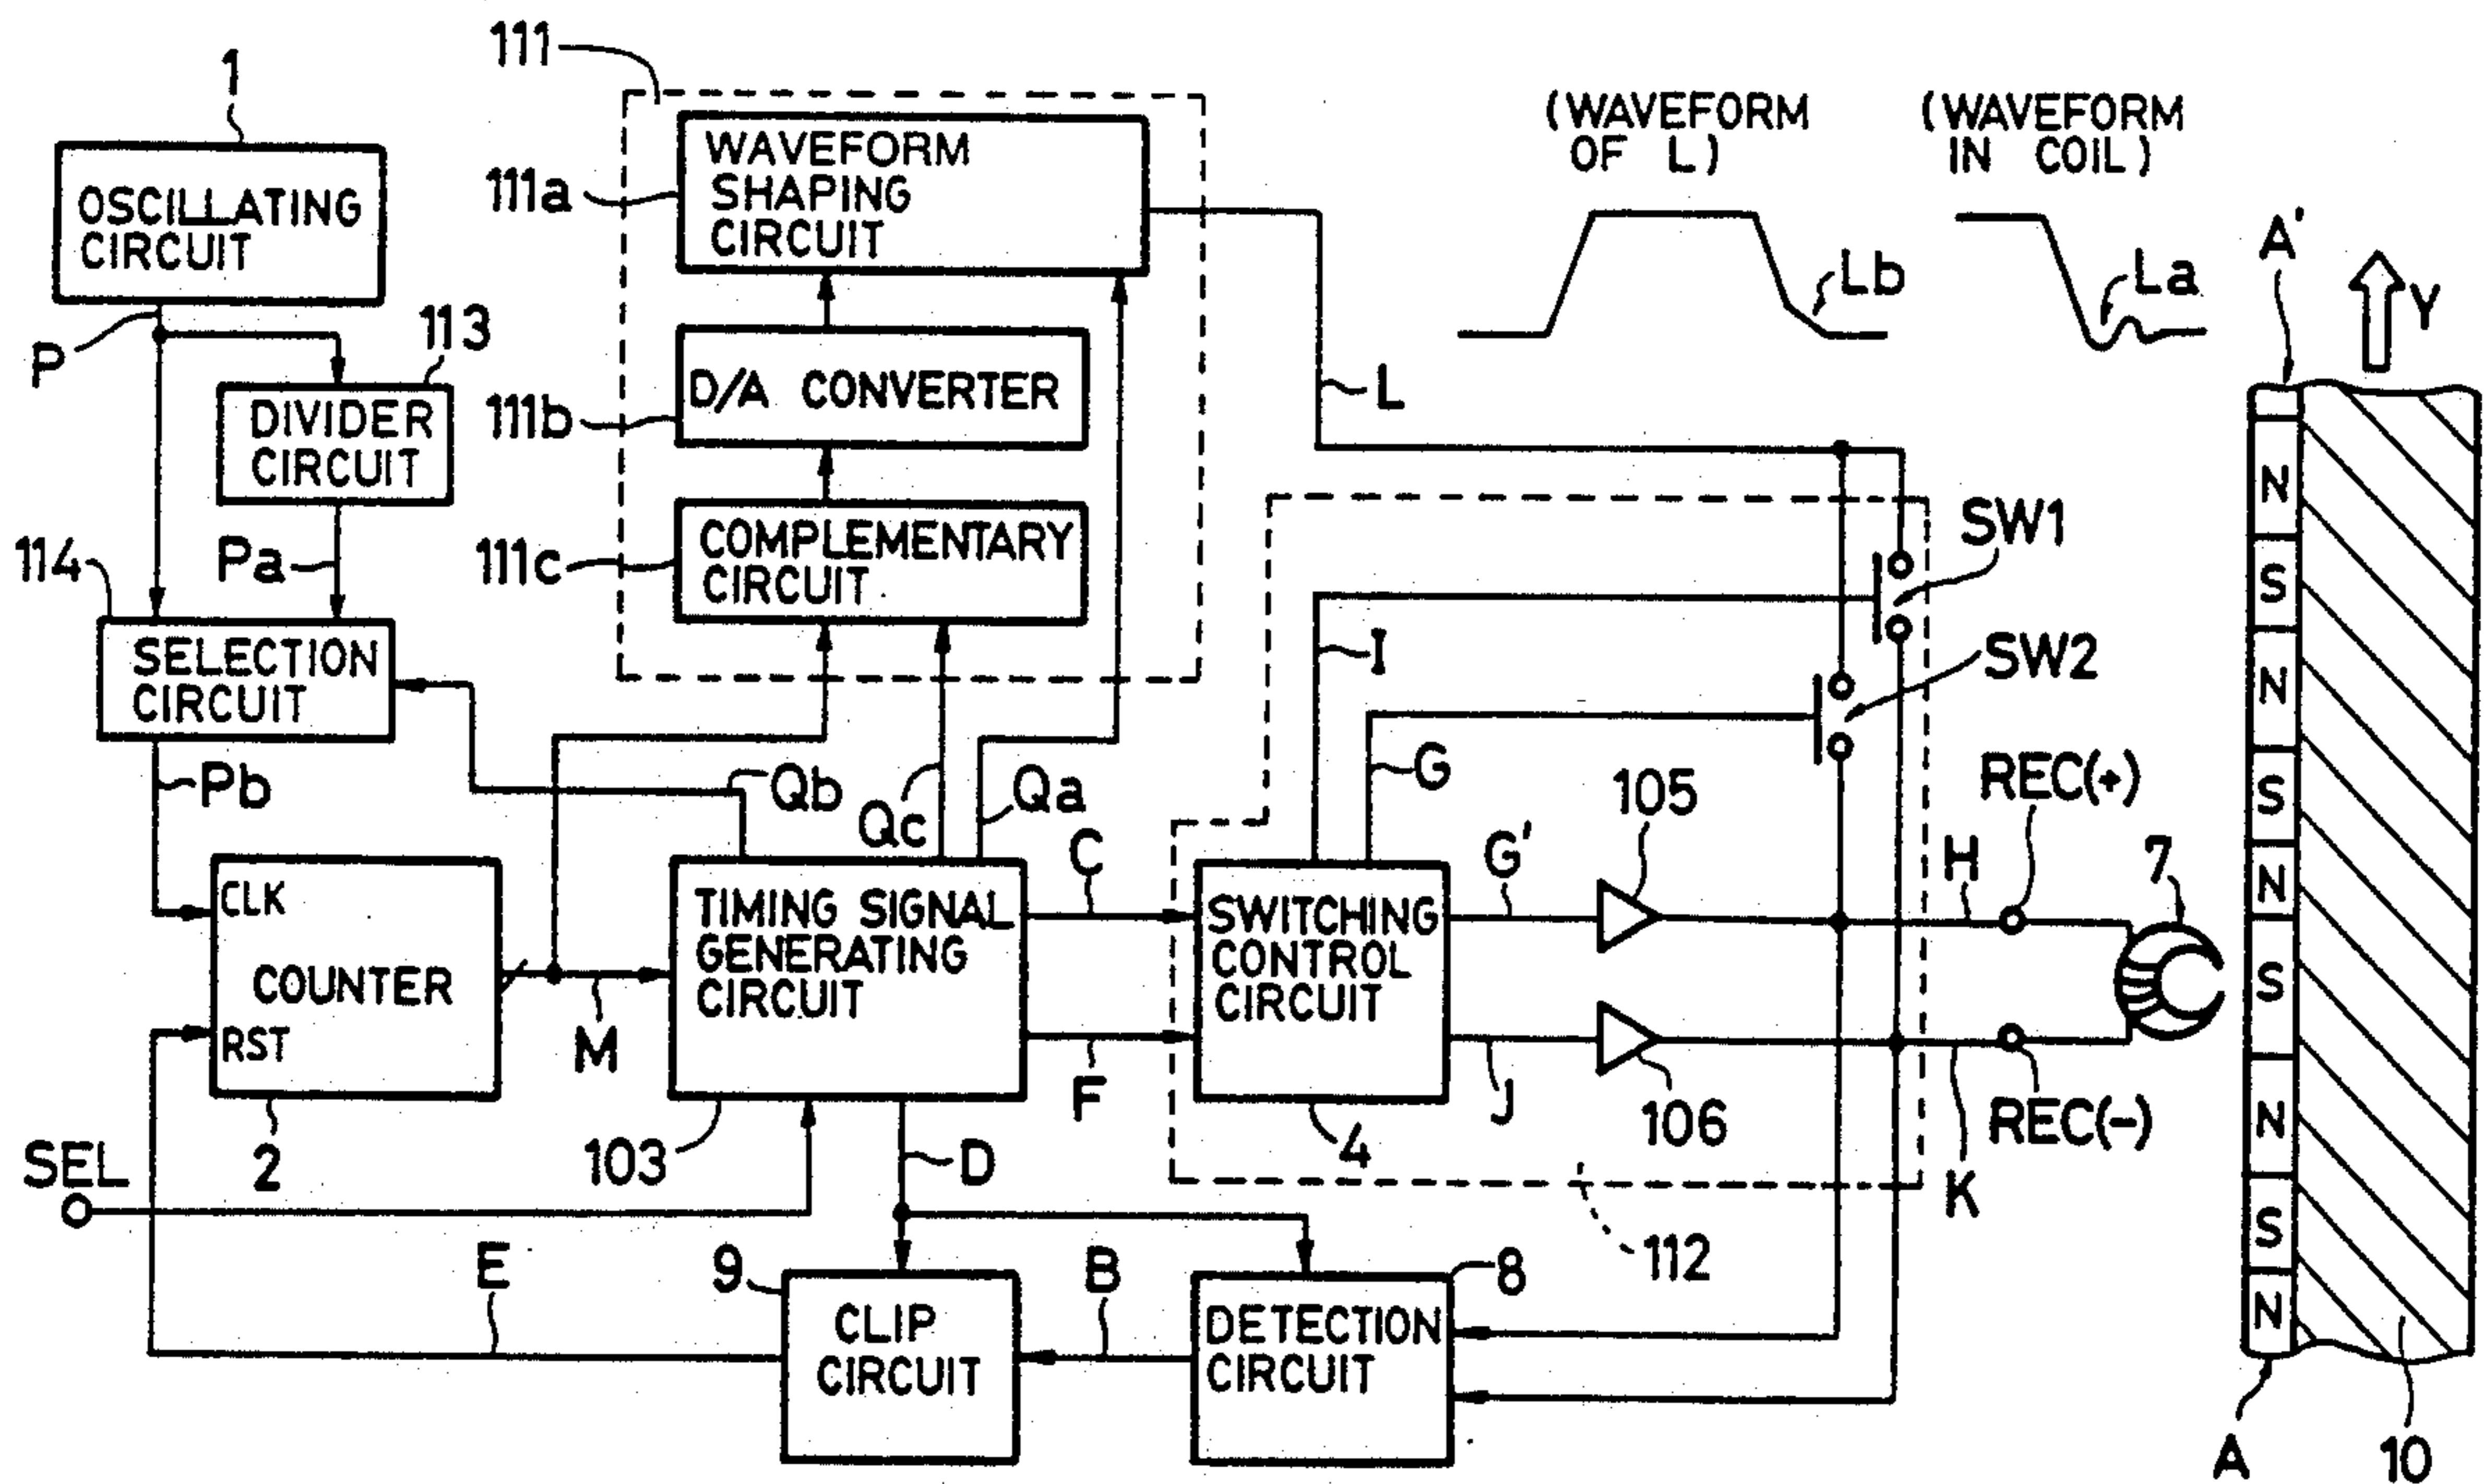 111
1
(WAVEFORM
OF L)
(WAVEFORM
IN COIL)
WAVEFORM
SHAPING
CIRCUIT
111a
OSCILLATING
CIRCUIT
A'
Lb
La
Y
P
113
D/A CONVERTER
111b
L
DIVIDER
CIRCUIT
N
SW1
COMPLEMENTARY
CIRCUIT
111c
114
Pa
S
SELECTION
CIRCUIT
I
SW2
N
Pb
Qb
Qc
Qa
G
105
REC(+)
S
C
G'
H
7
CLK
COUNTER
RST
TIMING SIGNAL
GENERATING
CIRCUIT
SWITCHING
CONTROL
CIRCUIT
N
S
M
F
J
106
REC(-)
N
SEL
2
103
D
4
K
S
E
9
B
8
112
CLIP
CIRCUIT
DETECTION
CIRCUIT
N
A
10